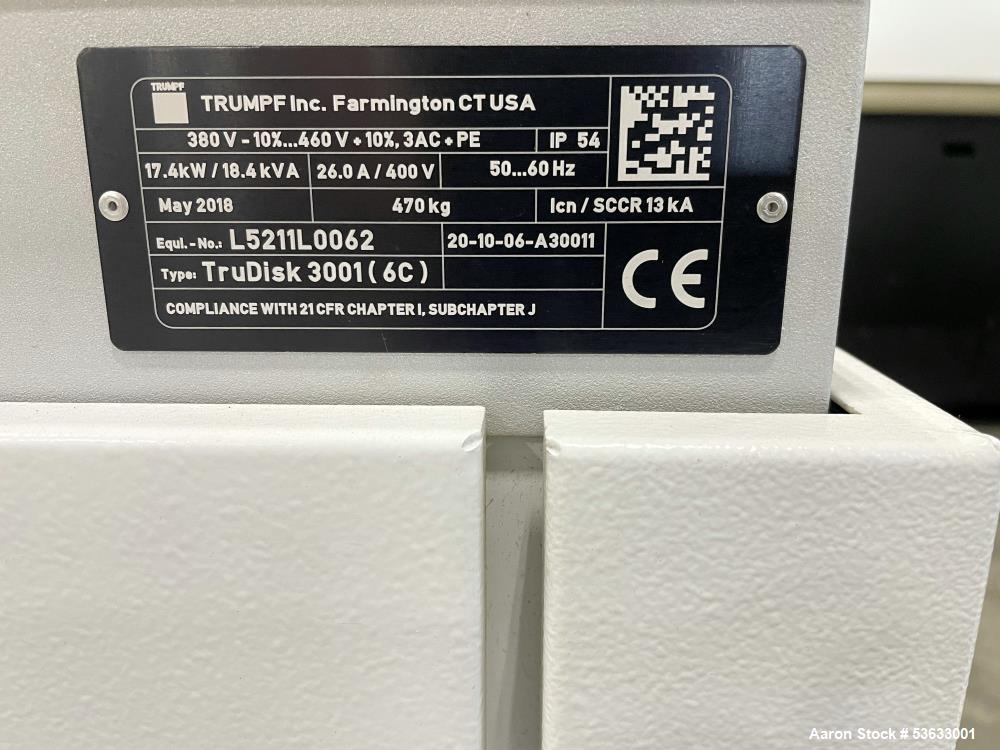 TRUMPF
TRUMPF Inc. Farmington CT USA
380 V - 10%...460 V + 10%, 3AC + PE
IP 54
17.4kW / 18.4 kVA
26.0 A / 400 V
50...60 Hz
May 2018
470 kg
Icn / SCCR 13 kA
Equi.-No.: L5211L0062
20-10-06-A30011
Type: TruDisk 3001 ( 6C )
CE
COMPLIANCE WITH 21 CFR CHAPTER I, SUBCHAPTER J
Aaron Stock # 53633001